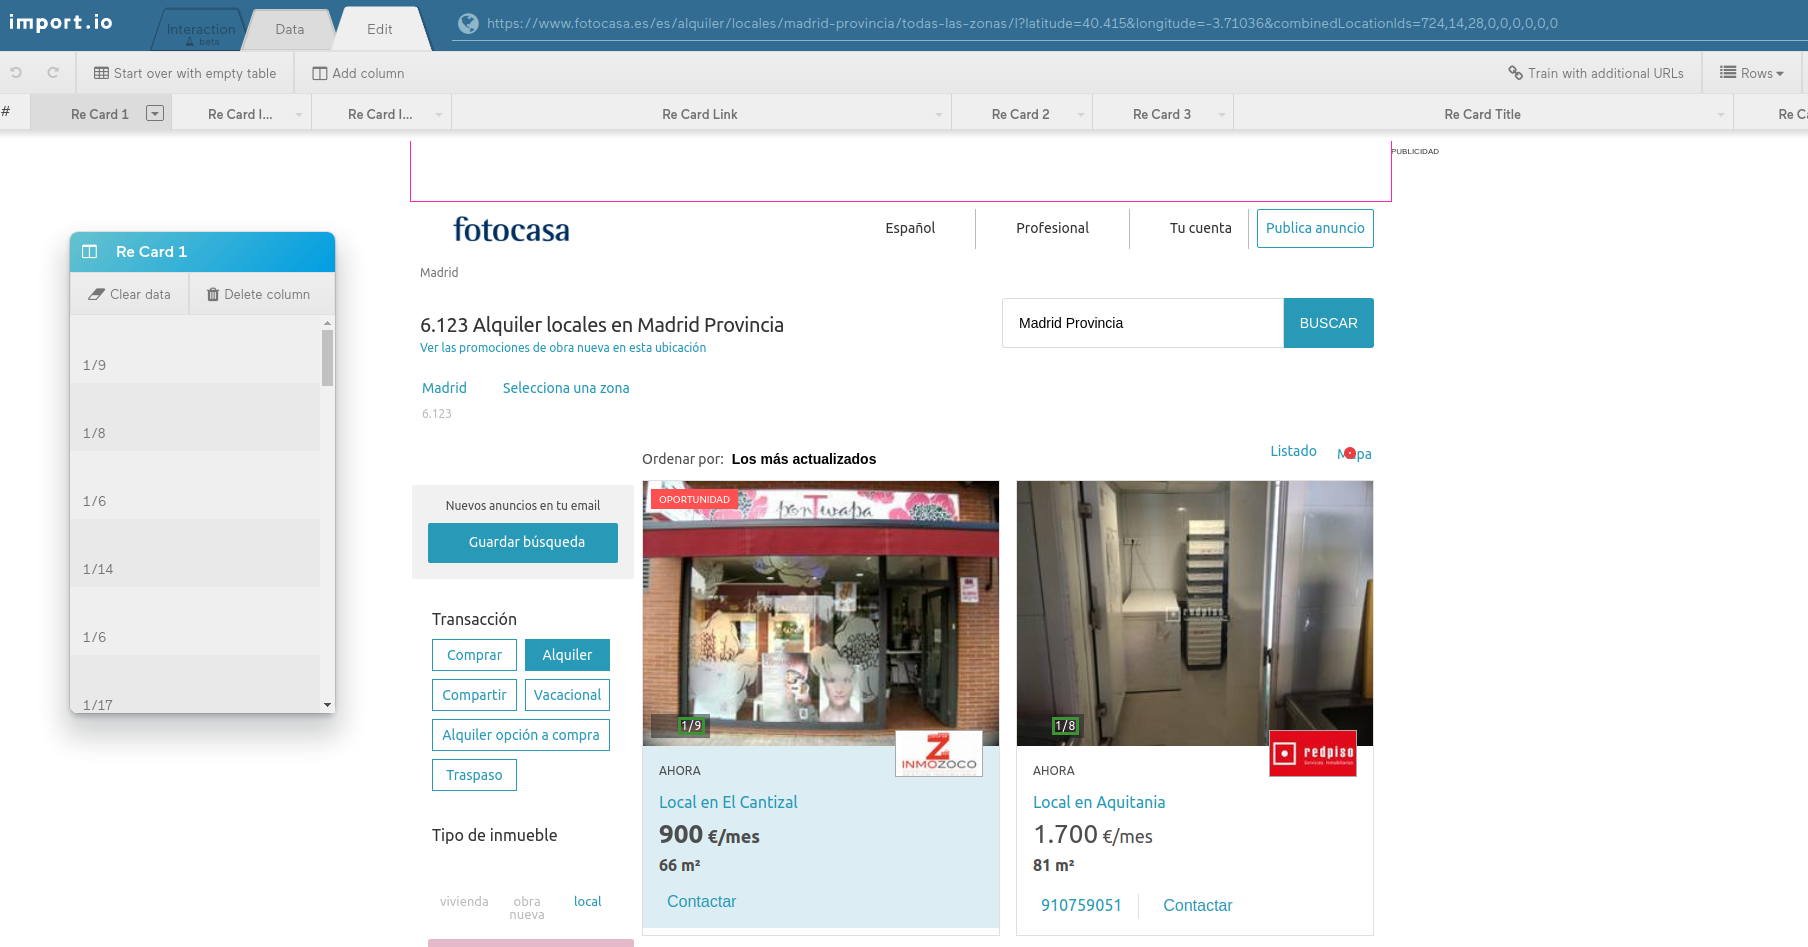 import.io
Interaction
beta
Data
Edit
https://www.fotocasa.es/es/alquiler/locales/madrid-provincia/todas-las-zonas/l?latitude=40.415&longitude=-3.71036&combinedLocationIds=724,14,28,0,0,0,0,0,0
Start over with empty table
Add column
Train with additional URLs
Rows
#
Re Card 1
Re Card I...
Re Card I...
Re Card Link
Re Card 2
Re Card 3
Re Card Title
Re Ca
PUBLICIDAD
fotocasa
Español
Profesional
Tu cuenta
Publica anuncio
Re Card 1
Clear data
Delete column
1/9
1/8
1/6
1/14
1/6
1/17
Madrid
6.123 Alquiler locales en Madrid Provincia
Ver las promociones de obra nueva en esta ubicación
Madrid Provincia
BUSCAR
Madrid
Selecciona una zona
6.123
Ordenar por: Los más actualizados
Listado
Mapa
Nuevos anuncios en tu email
Guardar búsqueda
Transacción
Comprar
Alquiler
Compartir
Vacacional
Alquiler opción a compra
Traspaso
Tipo de inmueble
vivienda
obra nueva
local
OPORTUNIDAD
1/9
INMOZOCO
AHORA
Local en El Cantizal
900 €/mes
66 m²
Contactar
redpiso
1/8
redpiso
AHORA
Local en Aquitania
1.700 €/mes
81 m²
910759051
Contactar